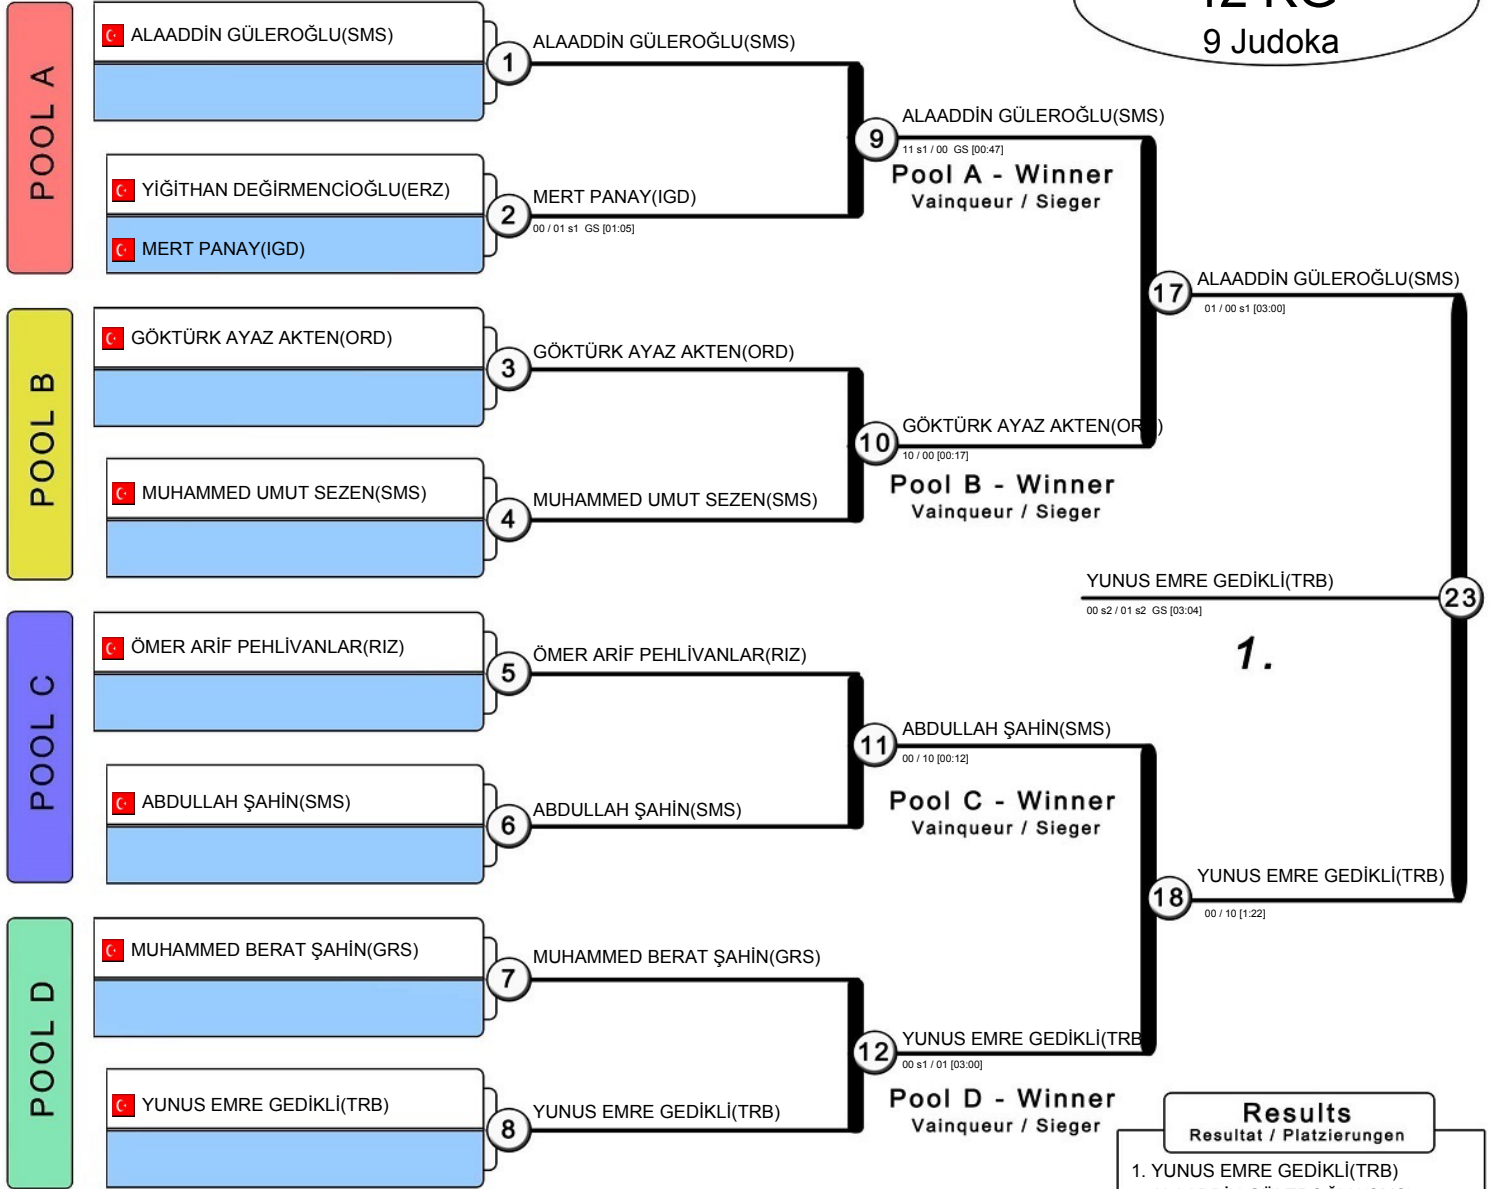 9 Judoka
POOL A
ALAADDİN GÜLEROĞLU(SMS)
1
ALAADDİN GÜLEROĞLU(SMS)
YİĞİTHAN DEĞİRMENCİOĞLU(ERZ)
MERT PANAY(IGD)
2
MERT PANAY(IGD)
00 / 01 s1 GS [01:05]
9
ALAADDİN GÜLEROĞLU(SMS)
11 s1 / 00 GS [00:47]
Pool A - Winner
Vainqueur / Sieger
POOL B
GÖKTÜRK AYAZ AKTEN(ORD)
3
GÖKTÜRK AYAZ AKTEN(ORD)
MUHAMMED UMUT SEZEN(SMS)
4
MUHAMMED UMUT SEZEN(SMS)
10
GÖKTÜRK AYAZ AKTEN(ORD)
10 / 00 [00:17]
Pool B - Winner
Vainqueur / Sieger
17
ALAADDİN GÜLEROĞLU(SMS)
01 / 00 s1 [03:00]
YUNUS EMRE GEDİKLİ(TRB)
00 s2 / 01 s2 GS [03:04]
23
1.
POOL C
ÖMER ARİF PEHLİVANLAR(RIZ)
5
ÖMER ARİF PEHLİVANLAR(RIZ)
ABDULLAH ŞAHİN(SMS)
6
ABDULLAH ŞAHİN(SMS)
11
ABDULLAH ŞAHİN(SMS)
00 / 10 [00:12]
Pool C - Winner
Vainqueur / Sieger
18
YUNUS EMRE GEDİKLİ(TRB)
00 / 10 [1:22]
POOL D
MUHAMMED BERAT ŞAHİN(GRS)
7
MUHAMMED BERAT ŞAHİN(GRS)
YUNUS EMRE GEDİKLİ(TRB)
8
YUNUS EMRE GEDİKLİ(TRB)
12
YUNUS EMRE GEDİKLİ(TRB
00 s1 / 01 [03:00]
Pool D - Winner
Vainqueur / Sieger
Results
Resultat / Platzierungen
1. YUNUS EMRE GEDİKLİ(TRB)